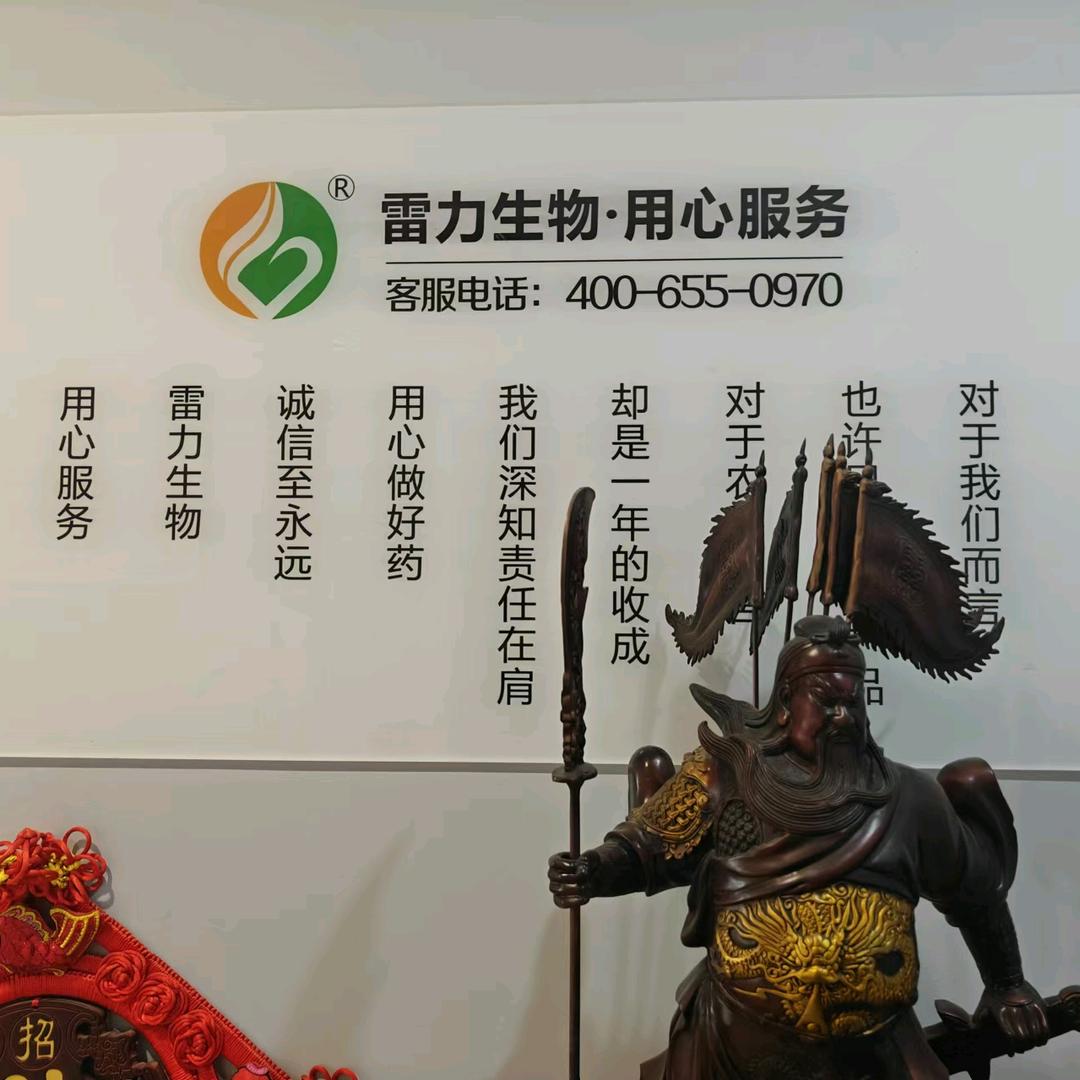 ®
雷力生物·用心服务
客服电话：400-655-0970
对于我们而言
也许
对于农
却是一年的收成
我们深知责任在肩
用心做好药
诚信至永远
雷力生物
用心服务
招